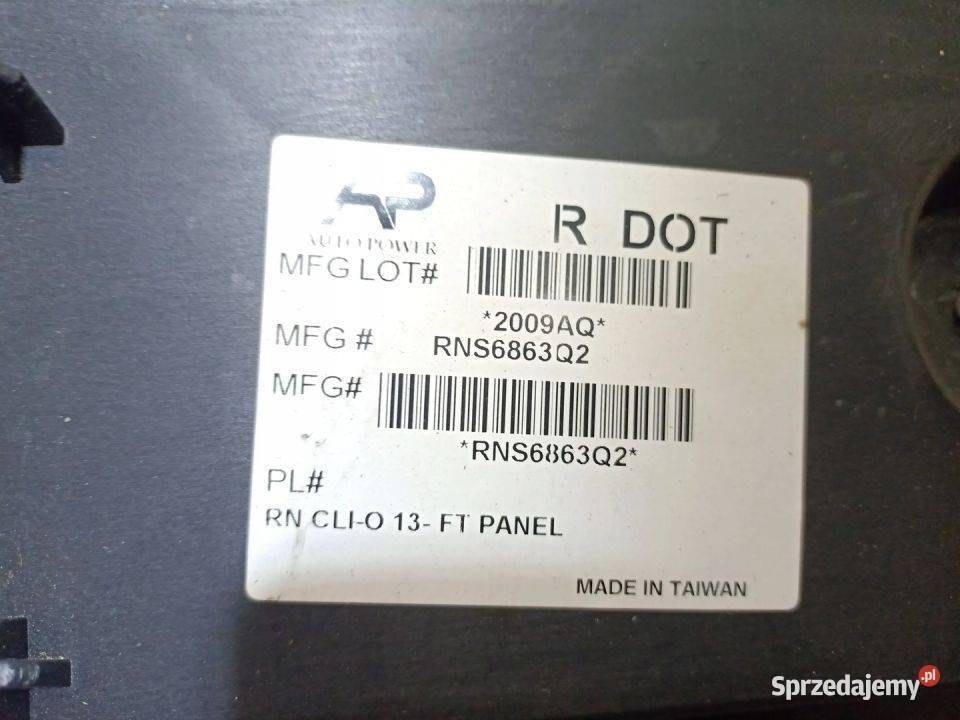 AP
AUTO POWER
R DOT
MFG LOT#
*2009AQ*
MFG # RNS6863Q2
MFG#
*RNS6863Q2*
PL#
RN CLI-O 13- FT PANEL
MADE IN TAIWAN
Sprzedajemy.pl